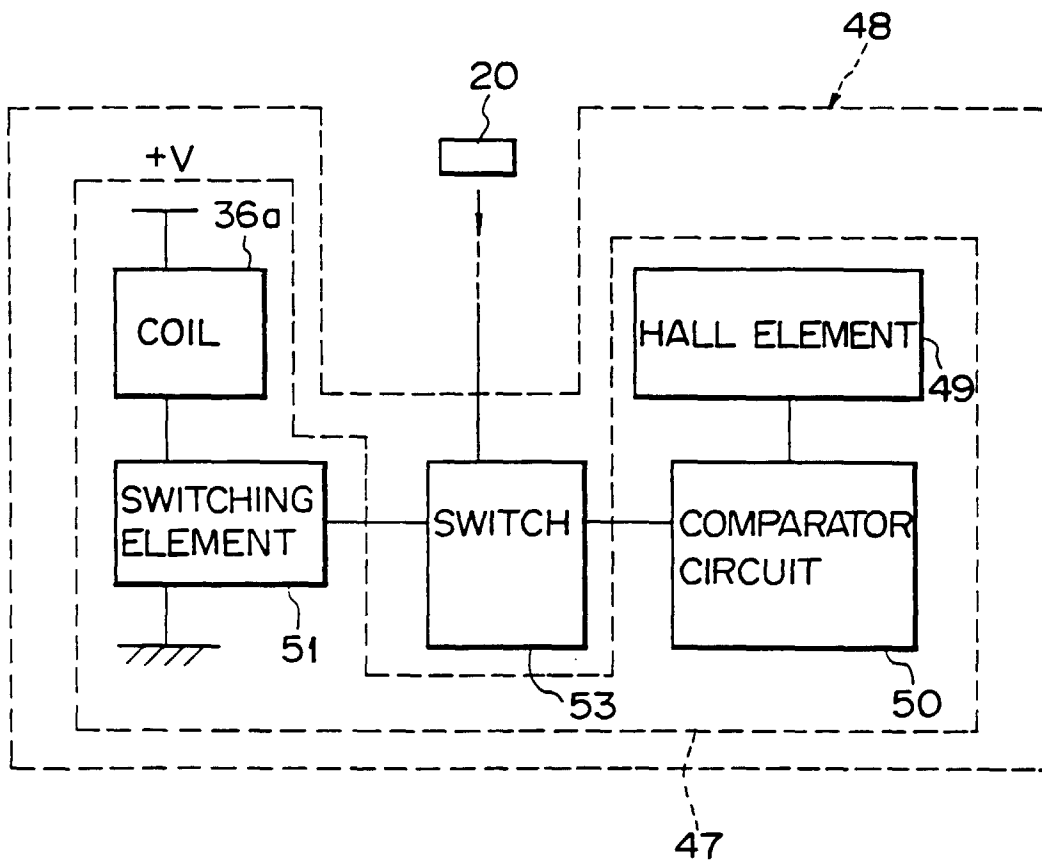 48
20
+V
36a
COIL
HALL ELEMENT
49
SWITCHING
ELEMENT
SWITCH
COMPARATOR
CIRCUIT
51
53
50
47